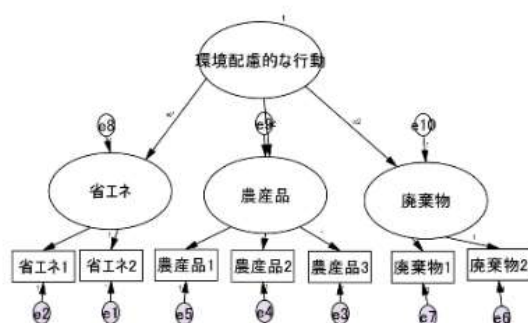 1
環境配慮的な行動
e8
e9
e10
省エネ
農産品
廃棄物
省エネ1
省エネ2
農産品1
農産品2
農産品3
廃棄物1
廃棄物2
e2
e1
e5
e4
e3
e7
e6